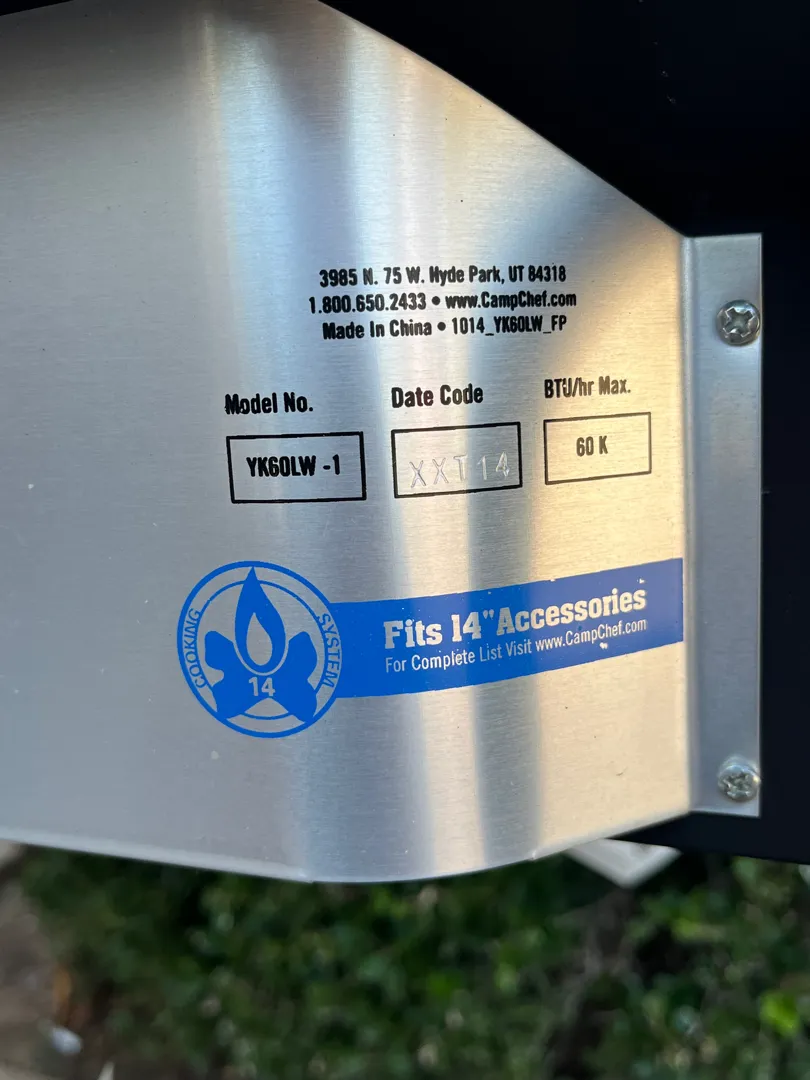 3985 N. 75 W. Hyde Park, UT 84318
1.800.650.2433 • www.CampChef.com
Made In China • 1014_YK60LW_FP
Model No.
Date Code
BTU/hr Max.
YK60LW -1
XXT14
60 K
COOKING SYSTEM
14
Fits 14" Accessories
For Complete List Visit www.CampChef.com